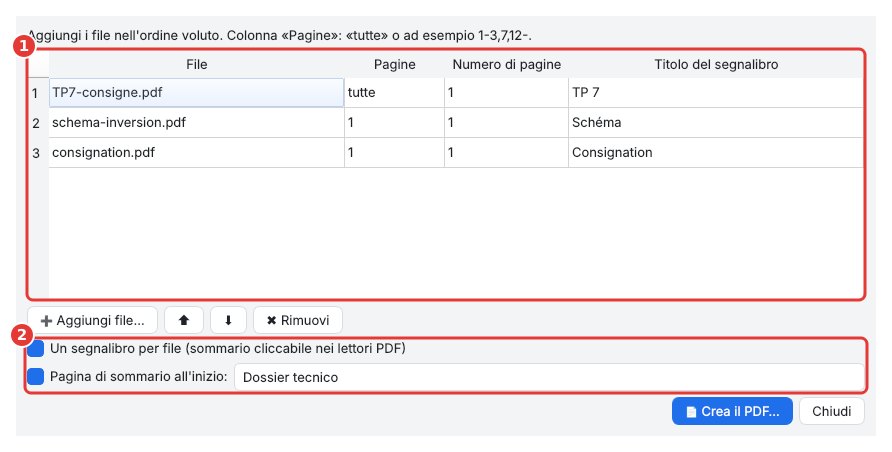 Aggiungi i file nell'ordine voluto. Colonna «Pagine»: «tutte» o ad esempio 1-3,7,12-.
1
File Pagine Numero di pagine Titolo del segnalibro
1 TP7-consigne.pdf tutte 1 TP 7
2 schema-inversion.pdf 1 1 Schéma
3 consignation.pdf 1 1 Consignation
+ Aggiungi file... ⬆ ⬇ ✖ Rimuovi
2
Un segnalibro per file (sommario cliccabile nei lettori PDF)
Pagina di sommario all'inizio: Dossier tecnico
Crea il PDF... Chiudi